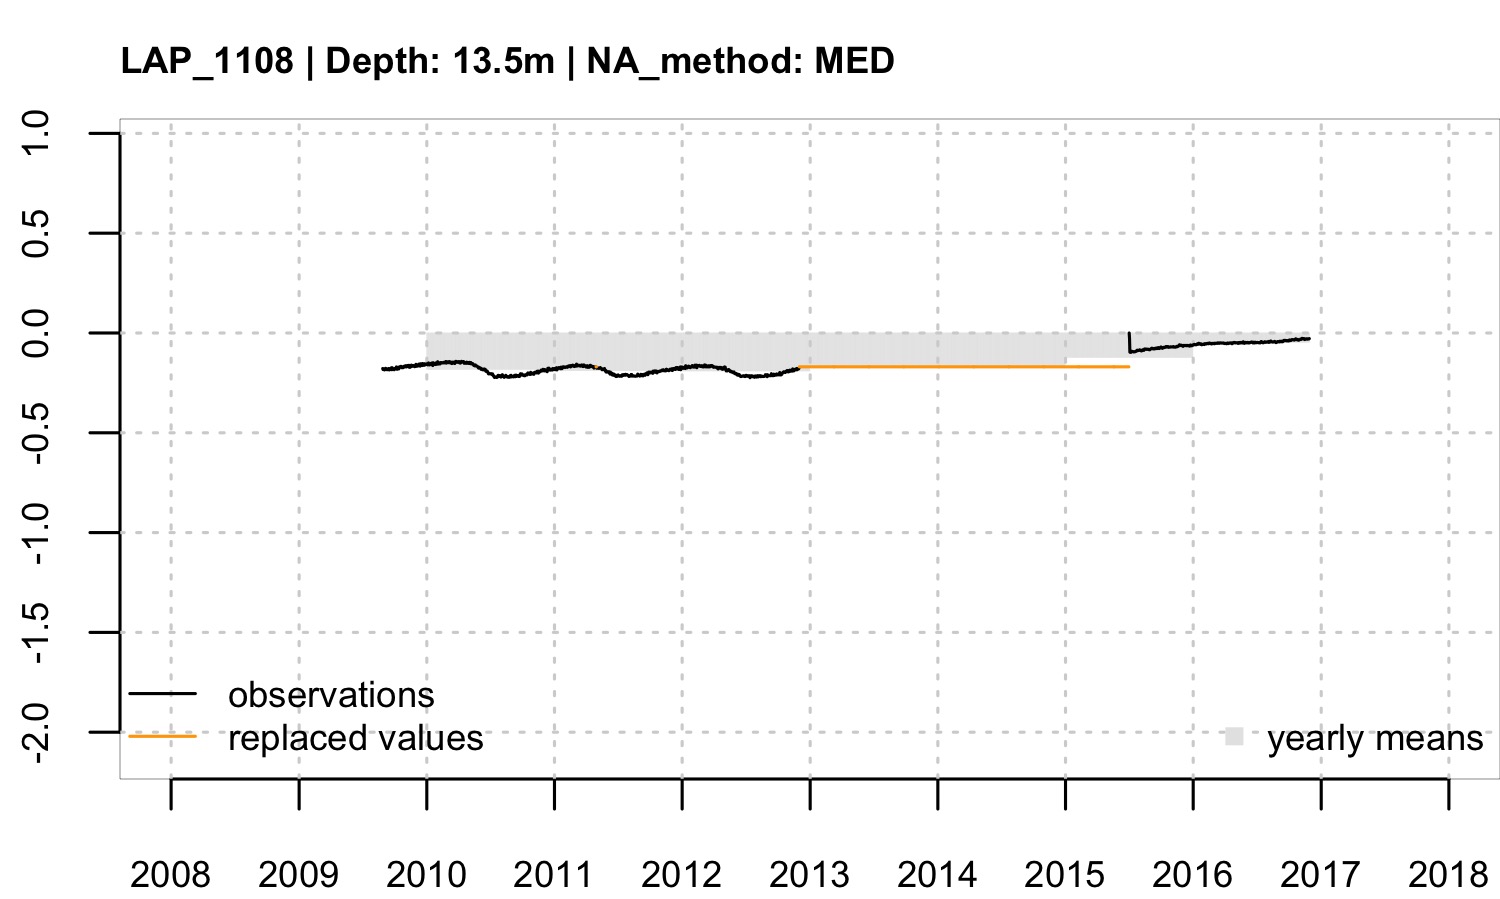 LAP_1108 | Depth: 13.5m | NA_method: MED
1.0
0.5
0.0
-0.5
-1.0
-1.5
-2.0
observations
replaced values
yearly means
2008 2009 2010 2011 2012 2013 2014 2015 2016 2017 2018